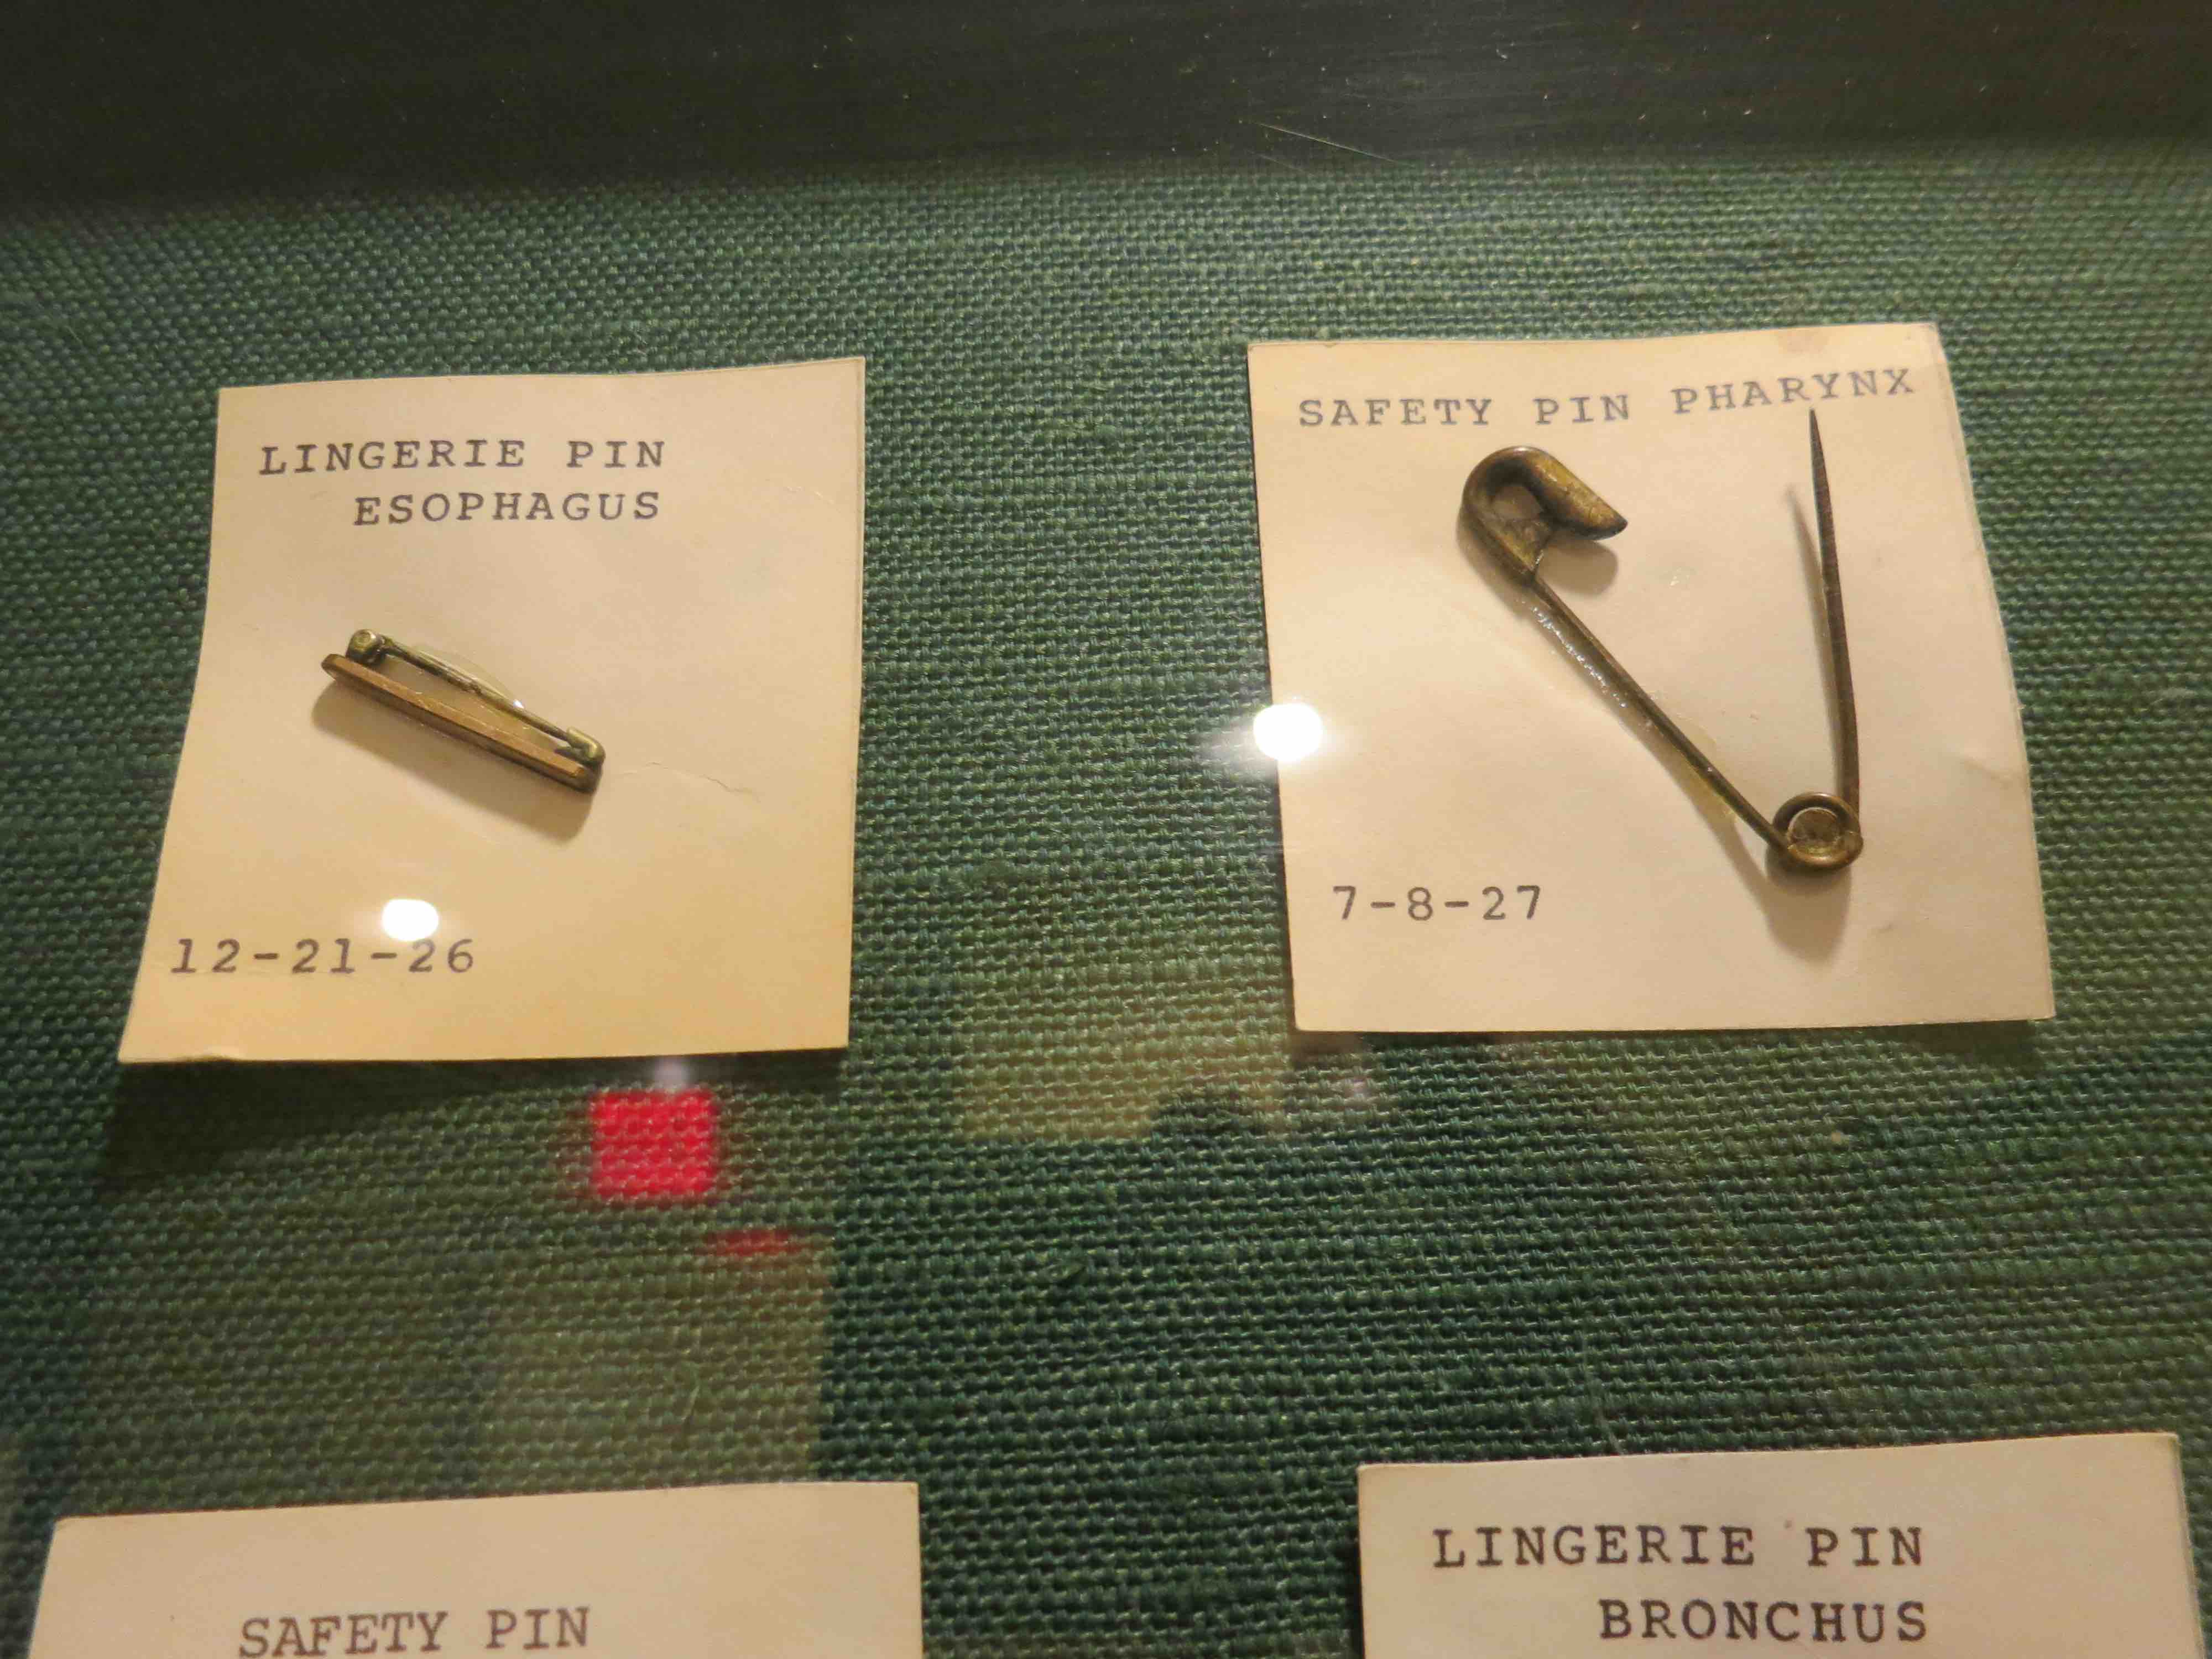 LINGERIE PIN
ESOPHAGUS
12-21-26
SAFETY PIN PHARYNX
7-8-27
SAFETY PIN
LINGERIE PIN
BRONCHUS